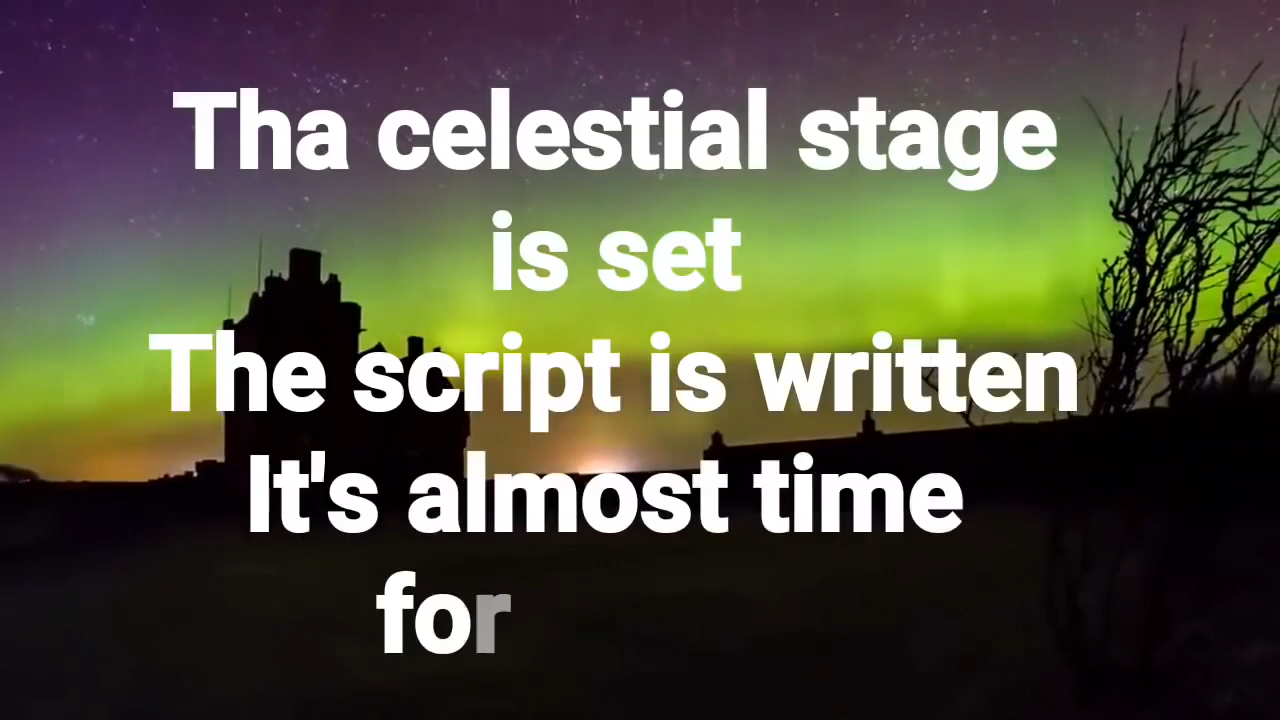 Tha celestial stage
is set
The script is written
It's almost time
for